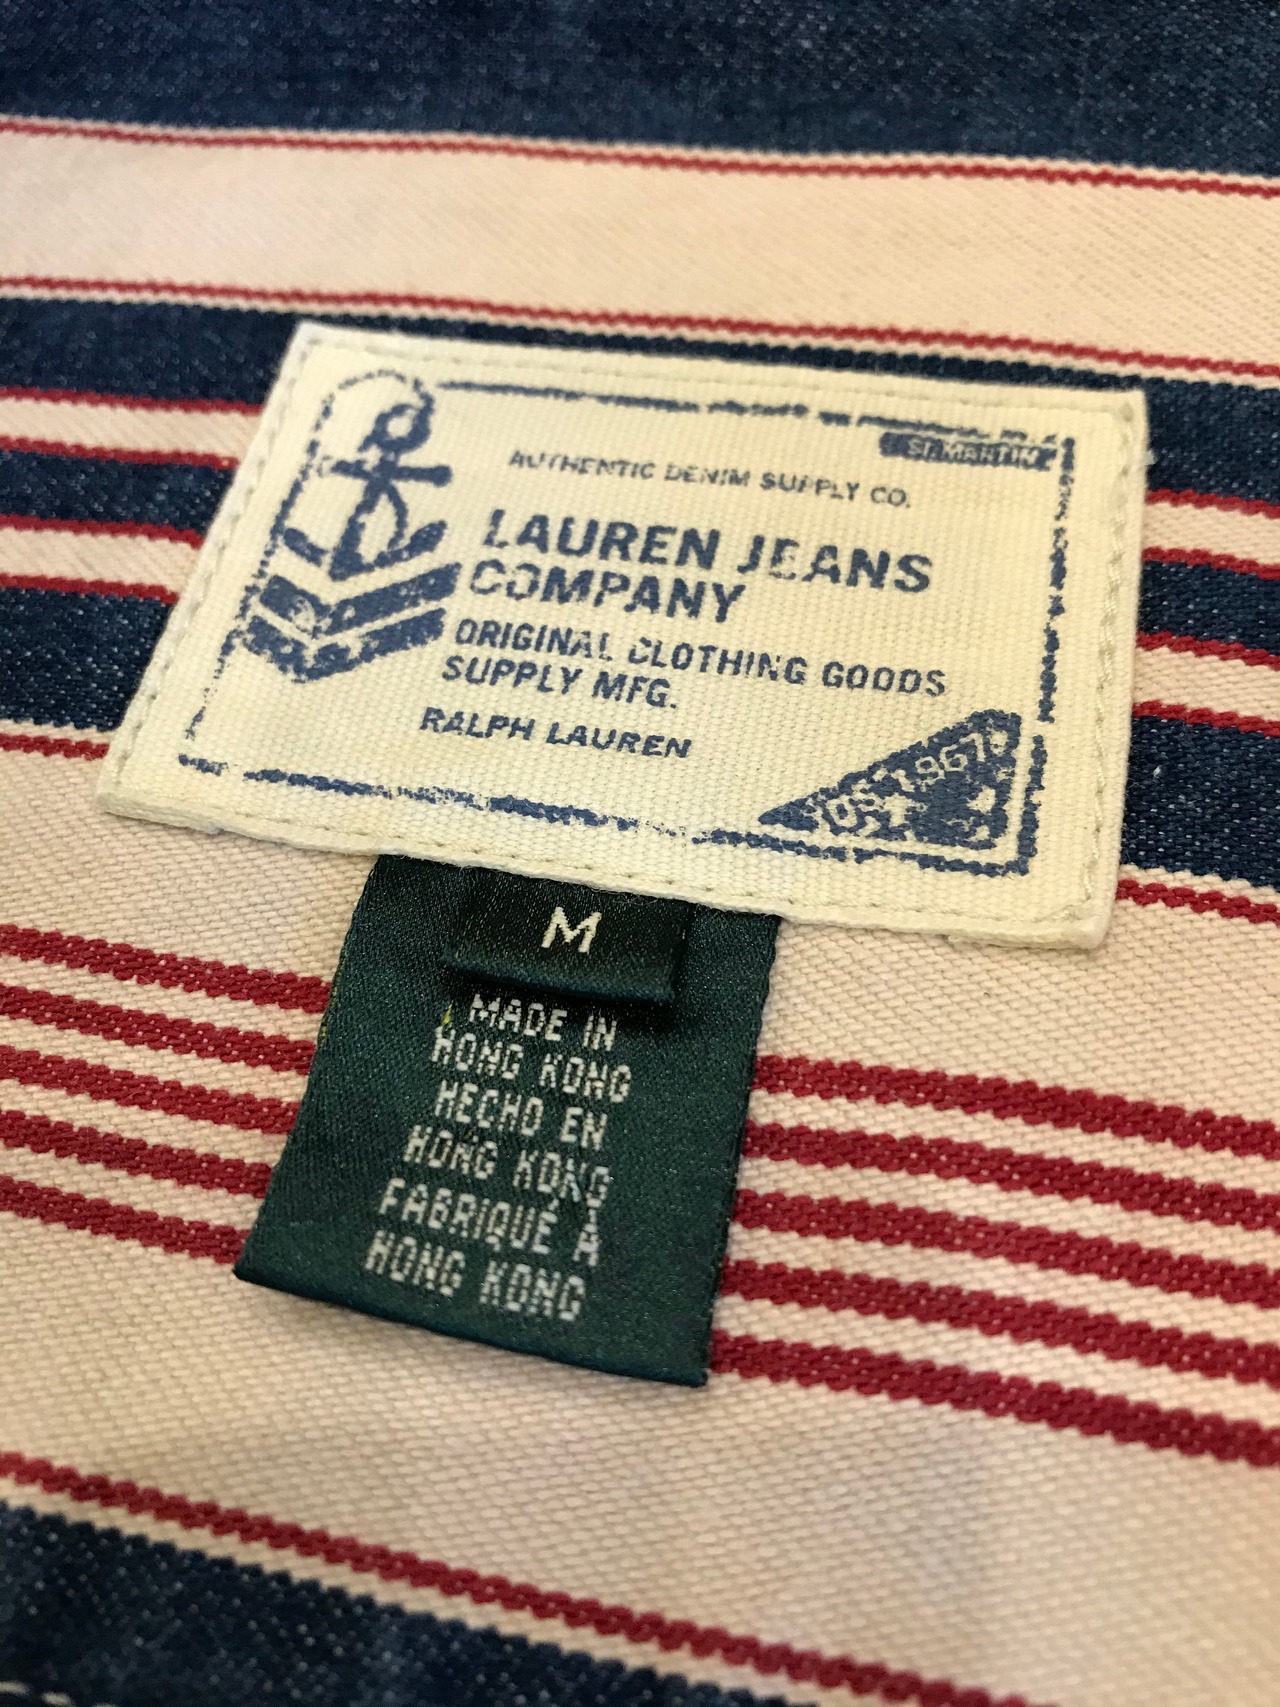 ST. MARTIN
AUTHENTIC DENIM SUPPLY CO.
LAUREN JEANS
COMPANY
ORIGINAL CLOTHING GOODS
SUPPLY MFG.
RALPH LAUREN
1967
M
MADE IN
HONG KONG
HECHO EN
HONG KONG
FABRIQUÉ À
HONG KONG